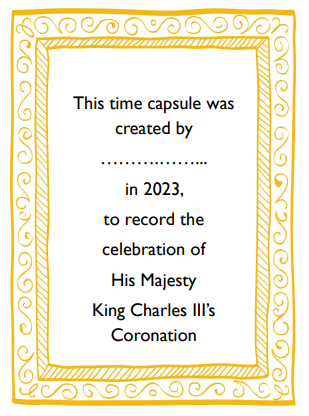 This time capsule was
created by
……….……...
in 2023,
to record the
celebration of
His Majesty
King Charles III’s
Coronation